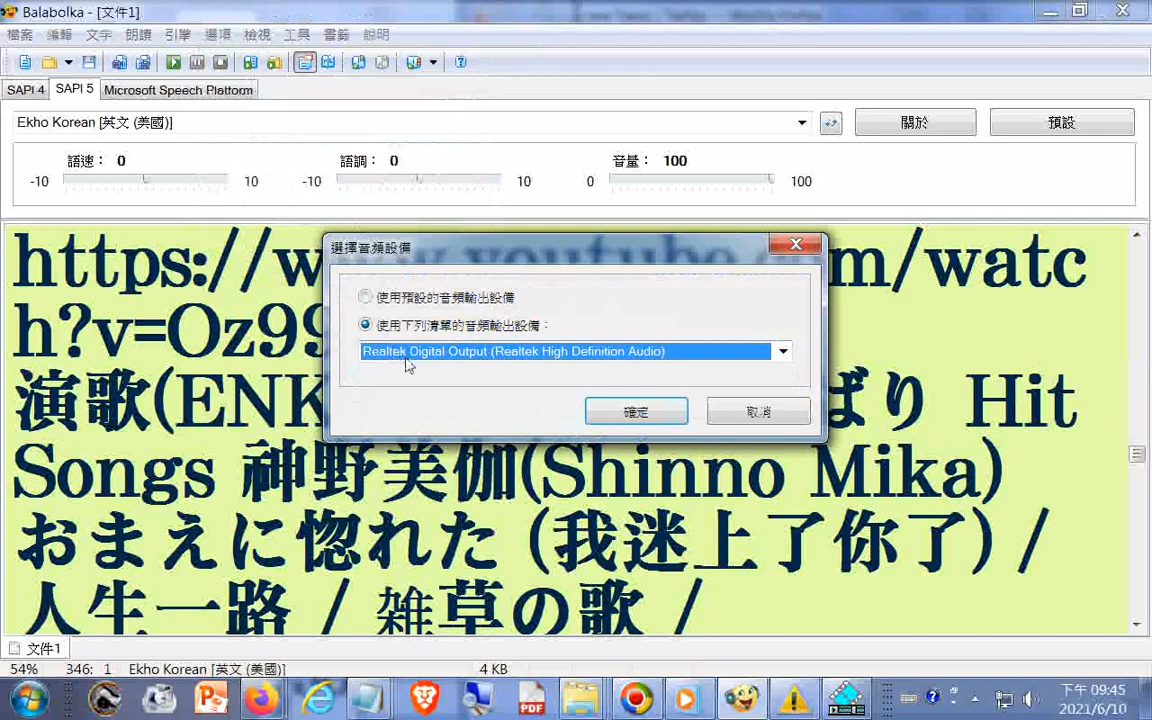 Balabolka - [文件1]
檔案 編輯 文字 朗讀 引擎 選項 檢視 工具 書籤 說明
SAPI 4 SAPI 5 Microsoft Speech Platform
Ekho Korean [英文 (美國)] 關於 預設
語速： 0 語調： 0 音量： 100
-10 10 -10 10 0 100
選擇音頻設備
使用預設的音頻輸出設備
使用下列清單的音頻輸出設備：
Realtek Digital Output (Realtek High Definition Audio)
確定 取消
https://w m/watc
h?v=Oz99
演歌(ENK ばり Hit
Songs 神野美伽(Shinno Mika)
おまえに惚れた (我迷上了你了) /
人生一路 / 雑草の歌 /
文件1
54% 346: 1 Ekho Korean [英文 (美國)] 4 KB
PDF
下午 09:45
2021/6/10